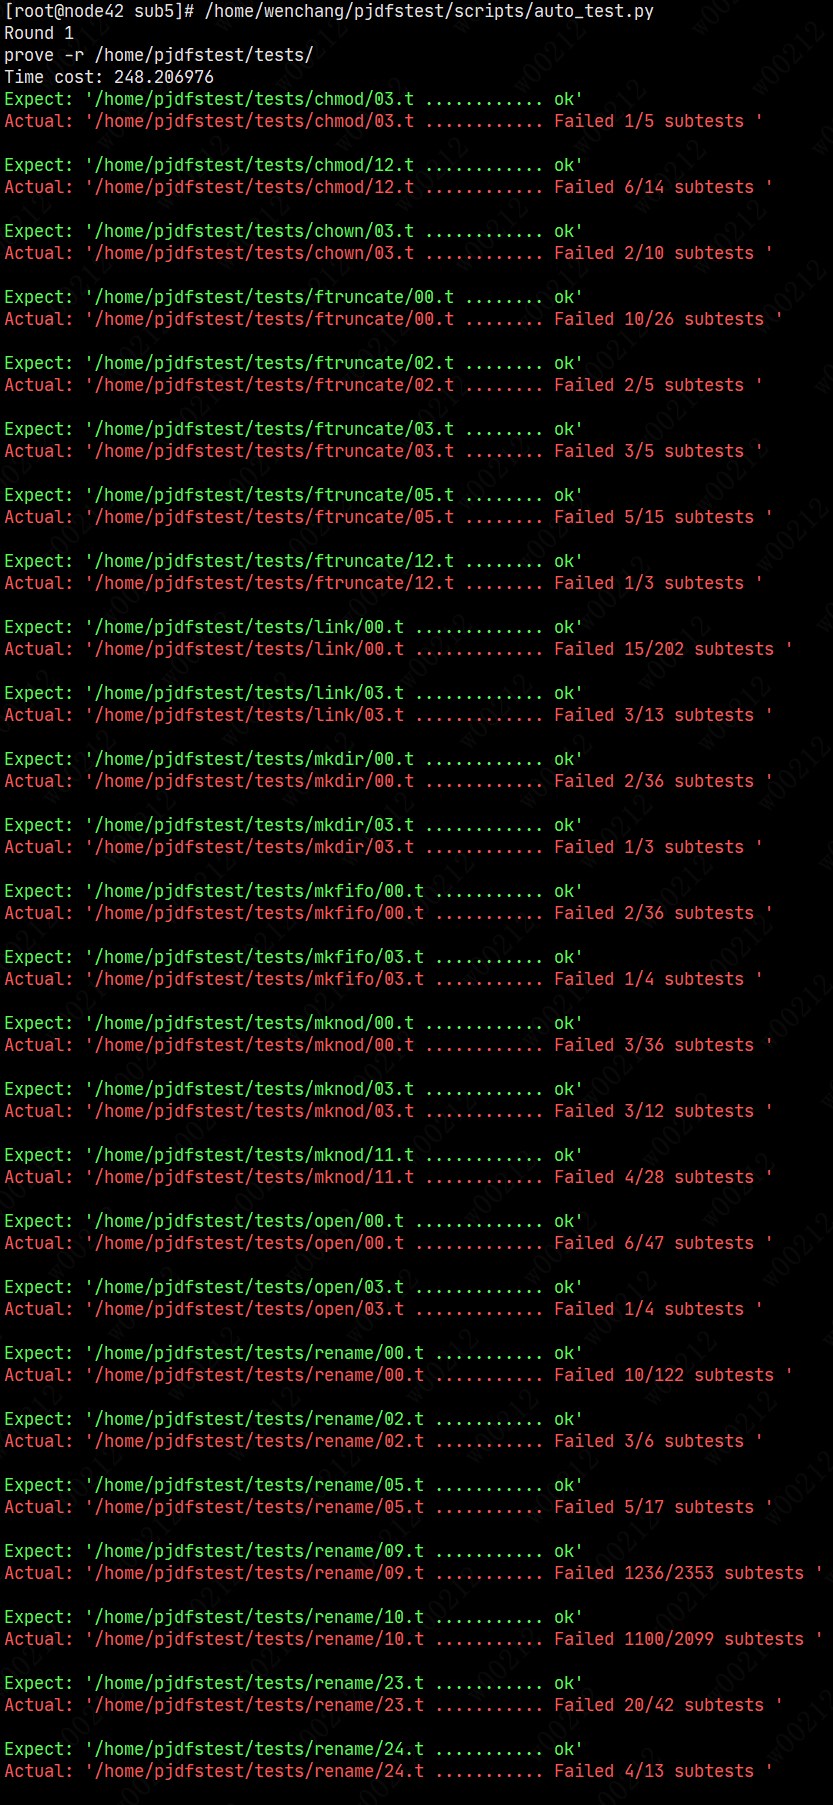 [root@node42 sub5]# /home/wenchang/pjdfstest/scripts/auto_test.py
Round 1
prove -r /home/pjdfstest/tests/
Time cost: 248.206976
Expect: '/home/pjdfstest/tests/chmod/03.t ............ ok'
Actual: '/home/pjdfstest/tests/chmod/03.t ............ Failed 1/5 subtests '
Expect: '/home/pjdfstest/tests/chmod/12.t ............ ok'
Actual: '/home/pjdfstest/tests/chmod/12.t ............ Failed 6/14 subtests '
Expect: '/home/pjdfstest/tests/chown/03.t ............ ok'
Actual: '/home/pjdfstest/tests/chown/03.t ............ Failed 2/10 subtests '
Expect: '/home/pjdfstest/tests/ftruncate/00.t ........ ok'
Actual: '/home/pjdfstest/tests/ftruncate/00.t ........ Failed 10/26 subtests '
Expect: '/home/pjdfstest/tests/ftruncate/02.t ........ ok'
Actual: '/home/pjdfstest/tests/ftruncate/02.t ........ Failed 2/5 subtests '
Expect: '/home/pjdfstest/tests/ftruncate/03.t ........ ok'
Actual: '/home/pjdfstest/tests/ftruncate/03.t ........ Failed 3/5 subtests '
Expect: '/home/pjdfstest/tests/ftruncate/05.t ........ ok'
Actual: '/home/pjdfstest/tests/ftruncate/05.t ........ Failed 5/15 subtests '
Expect: '/home/pjdfstest/tests/ftruncate/12.t ........ ok'
Actual: '/home/pjdfstest/tests/ftruncate/12.t ........ Failed 1/3 subtests '
Expect: '/home/pjdfstest/tests/link/00.t ............. ok'
Actual: '/home/pjdfstest/tests/link/00.t ............. Failed 15/202 subtests '
Expect: '/home/pjdfstest/tests/link/03.t ............. ok'
Actual: '/home/pjdfstest/tests/link/03.t ............. Failed 3/13 subtests '
Expect: '/home/pjdfstest/tests/mkdir/00.t ............ ok'
Actual: '/home/pjdfstest/tests/mkdir/00.t ............ Failed 2/36 subtests '
Expect: '/home/pjdfstest/tests/mkdir/03.t ............ ok'
Actual: '/home/pjdfstest/tests/mkdir/03.t ............ Failed 1/3 subtests '
Expect: '/home/pjdfstest/tests/mkfifo/00.t ........... ok'
Actual: '/home/pjdfstest/tests/mkfifo/00.t ........... Failed 2/36 subtests '
Expect: '/home/pjdfstest/tests/mkfifo/03.t ........... ok'
Actual: '/home/pjdfstest/tests/mkfifo/03.t ........... Failed 1/4 subtests '
Expect: '/home/pjdfstest/tests/mknod/00.t ............ ok'
Actual: '/home/pjdfstest/tests/mknod/00.t ............ Failed 3/36 subtests '
Expect: '/home/pjdfstest/tests/mknod/03.t ............ ok'
Actual: '/home/pjdfstest/tests/mknod/03.t ............ Failed 3/12 subtests '
Expect: '/home/pjdfstest/tests/mknod/11.t ............ ok'
Actual: '/home/pjdfstest/tests/mknod/11.t ............ Failed 4/28 subtests '
Expect: '/home/pjdfstest/tests/open/00.t ............. ok'
Actual: '/home/pjdfstest/tests/open/00.t ............. Failed 6/47 subtests '
Expect: '/home/pjdfstest/tests/open/03.t ............. ok'
Actual: '/home/pjdfstest/tests/open/03.t ............. Failed 1/4 subtests '
Expect: '/home/pjdfstest/tests/rename/00.t ........... ok'
Actual: '/home/pjdfstest/tests/rename/00.t ........... Failed 10/122 subtests '
Expect: '/home/pjdfstest/tests/rename/02.t ........... ok'
Actual: '/home/pjdfstest/tests/rename/02.t ........... Failed 3/6 subtests '
Expect: '/home/pjdfstest/tests/rename/05.t ........... ok'
Actual: '/home/pjdfstest/tests/rename/05.t ........... Failed 5/17 subtests '
Expect: '/home/pjdfstest/tests/rename/09.t ........... ok'
Actual: '/home/pjdfstest/tests/rename/09.t ........... Failed 1236/2353 subtests '
Expect: '/home/pjdfstest/tests/rename/10.t ........... ok'
Actual: '/home/pjdfstest/tests/rename/10.t ........... Failed 1100/2099 subtests '
Expect: '/home/pjdfstest/tests/rename/23.t ........... ok'
Actual: '/home/pjdfstest/tests/rename/23.t ........... Failed 20/42 subtests '
Expect: '/home/pjdfstest/tests/rename/24.t ........... ok'
Actual: '/home/pjdfstest/tests/rename/24.t ........... Failed 4/13 subtests '